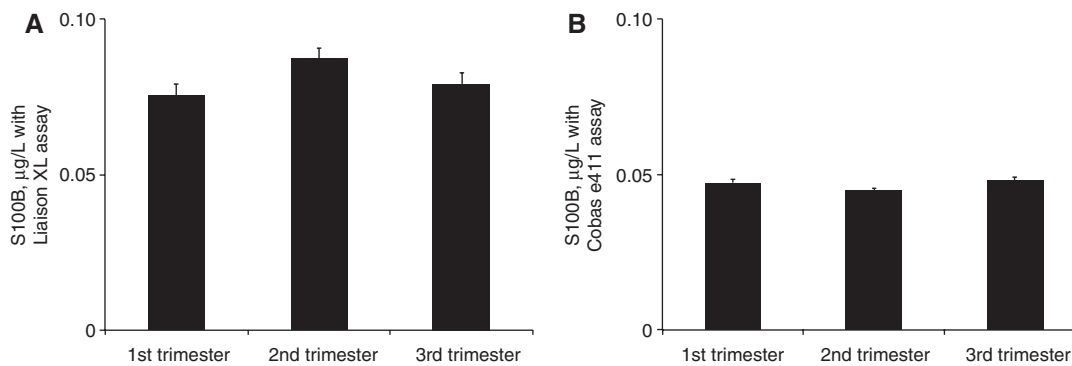 A
0.10
S100B, μg/L with
Liaison XL assay
0.05
0
1st trimester
2nd trimester
3rd trimester
B
0.10
S100B, μg/L with
Cobas e411 assay
0.05
0
1st trimester
2nd trimester
3rd trimester